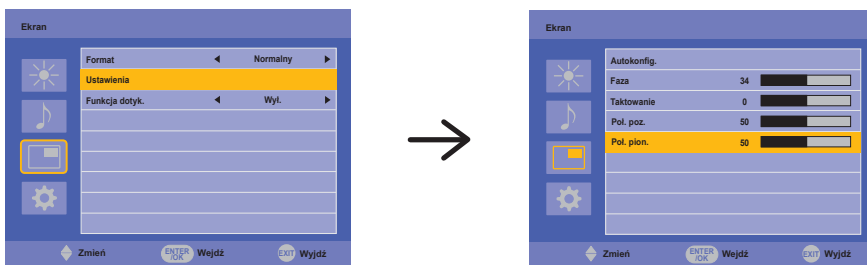 Ekran
Format Normalny
Ustawienia
Funkcja dotyk. Wył.
Zmień ENTER /OK Wejdź EXIT Wyjdź
Ekran
Autokonfig.
Faza 34
Taktowanie 0
Poł. poz. 50
Poł. pion. 50
Zmień ENTER /OK Wejdź EXIT Wyjdź